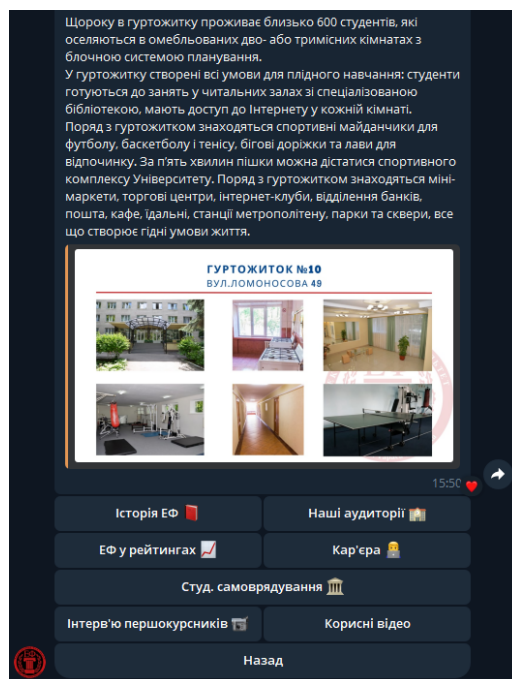 Щороку в гуртожитку проживає близько 600 студентів, які
оселяються в омебльованих дво- або тримісних кімнатах з
блочною системою планування.
У гуртожитку створені всі умови для плідного навчання: студенти
готуються до занять у читальних залах зі спеціалізованою
бібліотекою, мають доступ до Інтернету у кожній кімнаті.
Поряд з гуртожитком знаходяться спортивні майданчики для
футболу, баскетболу і тенісу, бігові доріжки та лави для
відпочинку. За п'ять хвилин пішки можна дістатися спортивного
комплексу Університету. Поряд з гуртожитком знаходяться міні-
маркети, торгові центри, інтернет-клуби, відділення банків,
пошта, кафе, їдальні, станції метрополітену, парки та сквери, все
що створює гідні умови життя.
ГУРТОЖИТОК №10
ВУЛ.ЛОМОНОСОВА 49
15:50
Історія ЕФ
Наші аудиторії
ЕФ у рейтингах
Кар'єра
Студ. самоврядування
Інтерв'ю першокурсників
Корисні відео
Назад